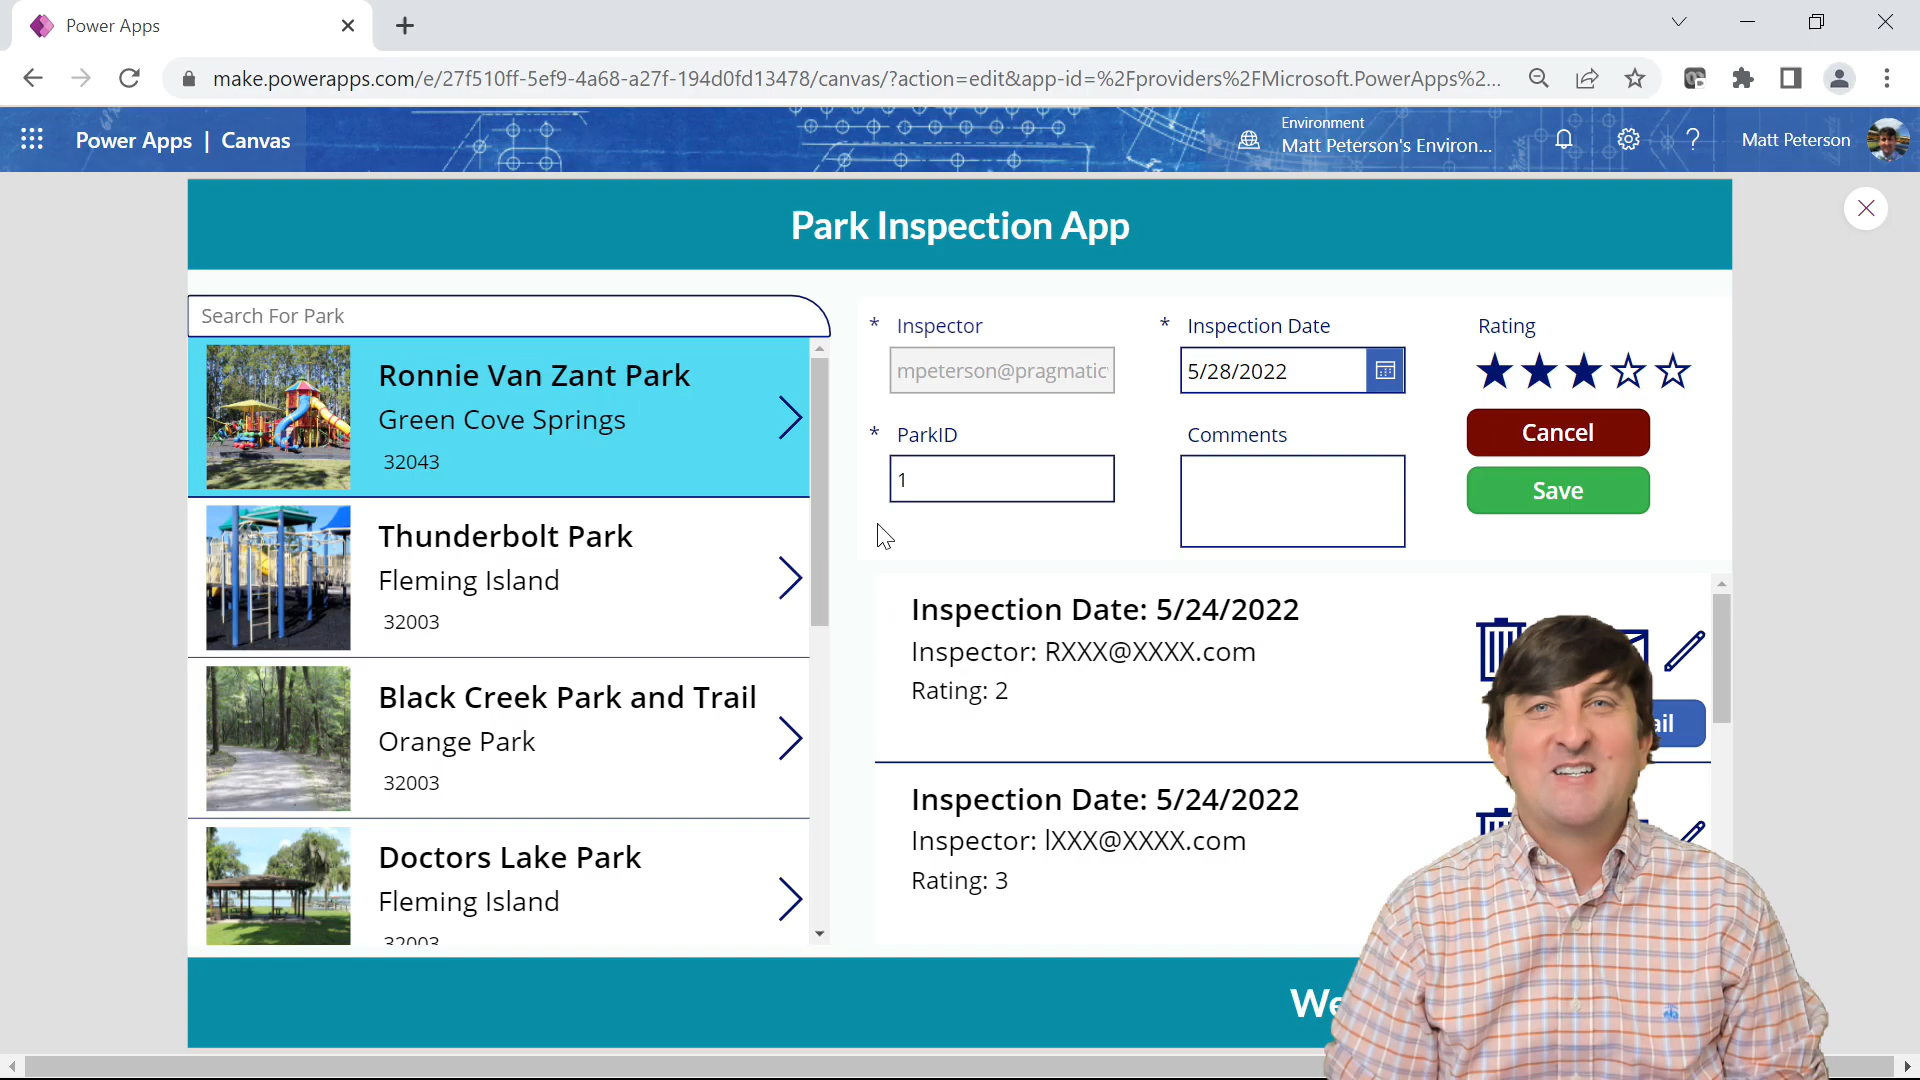 Power Apps
make.powerapps.com/e/27f510ff-5ef9-4a68-a27f-194d0fd13478/canvas/?action=edit&app-id=%2Fproviders%2FMicrosoft.PowerApps%2...
Power Apps | Canvas
Environment
Matt Peterson's Environ...
Matt Peterson
Park Inspection App
Search For Park
Ronnie Van Zant Park
Green Cove Springs
32043
Thunderbolt Park
Fleming Island
32003
Black Creek Park and Trail
Orange Park
32003
Doctors Lake Park
Fleming Island
32003
* Inspector
mpeterson@pragmatic
* Inspection Date
5/28/2022
Rating
* ParkID
1
Comments
Cancel
Save
Inspection Date: 5/24/2022
Inspector: RXXX@XXXX.com
Rating: 2
ail
Inspection Date: 5/24/2022
Inspector: lXXX@XXXX.com
Rating: 3
We